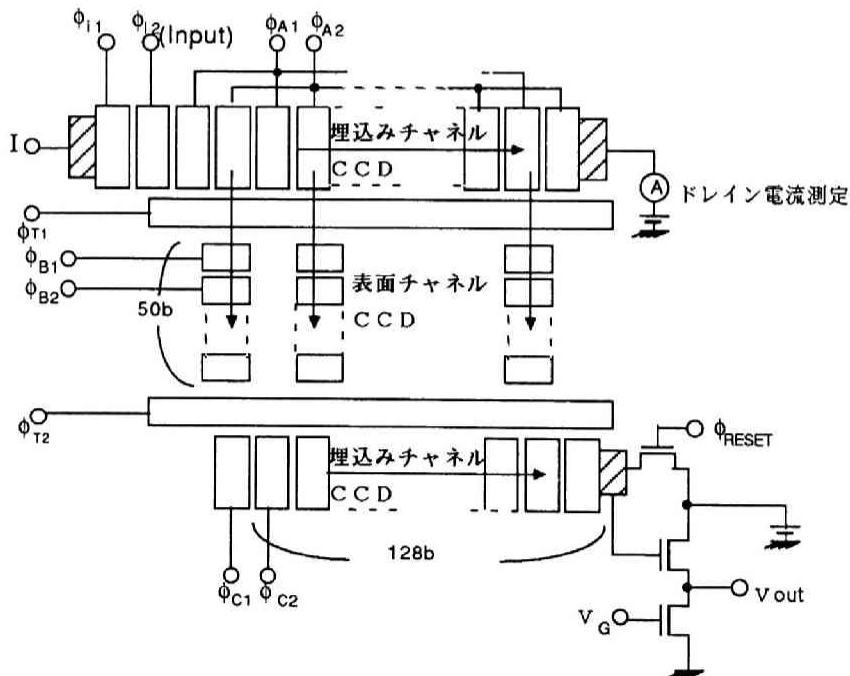 φi1
φi2(Input)
φA1
φA2
I
埋込みチャネル
CCD
A
ドレイン電流測定
φT1
φB1
φB2
50b
表面チャネル
CCD
φT2
埋込みチャネル
CCD
φRESET
128b
φC1
φC2
VG
Vout